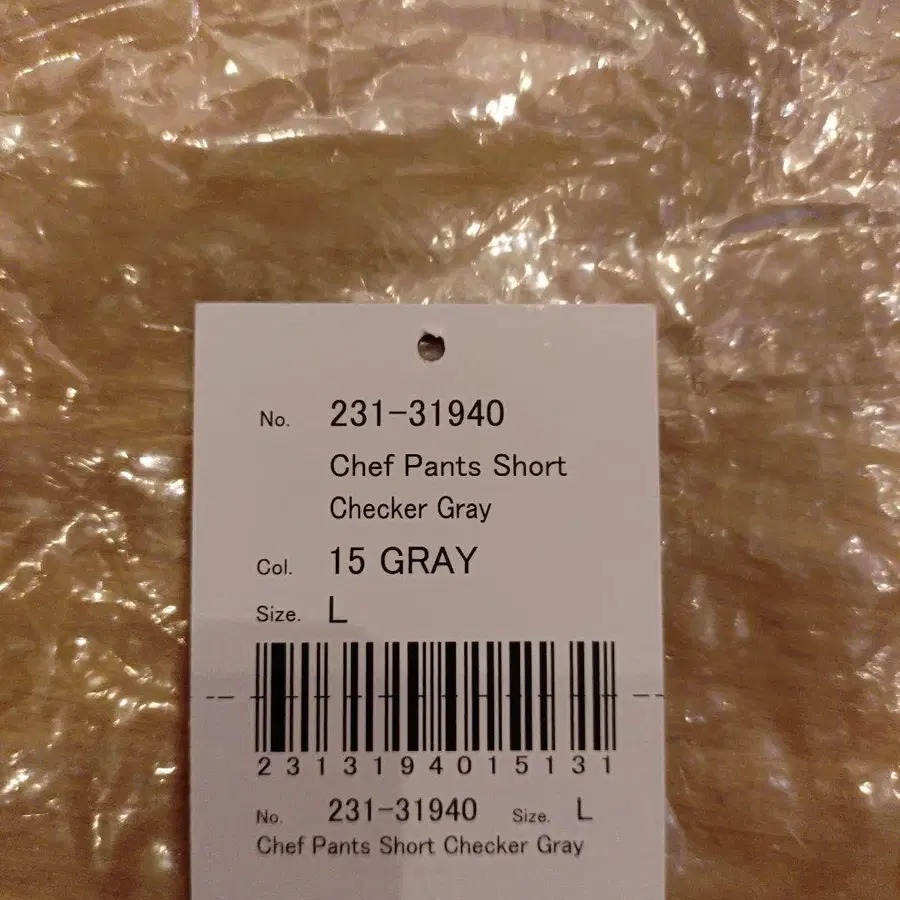 No. 231-31940
Chef Pants Short
Checker Gray
Col. 15 GRAY
Size. L
2313194015131
No. 231-31940 Size. L
Chef Pants Short Checker Gray